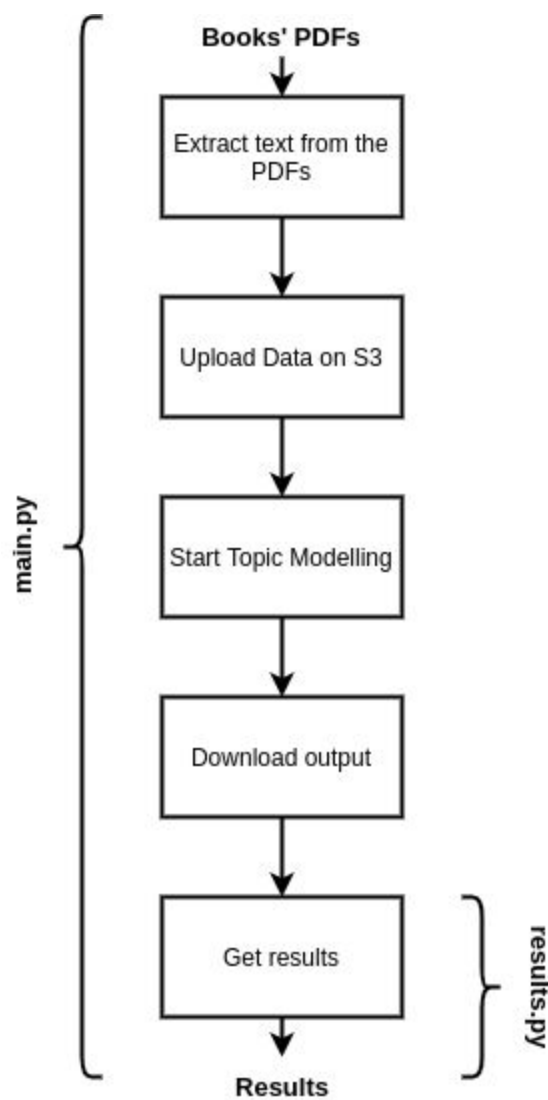 Books' PDFs
Extract text from the
PDFs
Upload Data on S3
main.py
Start Topic Modelling
Download output
Get results
results.py
Results